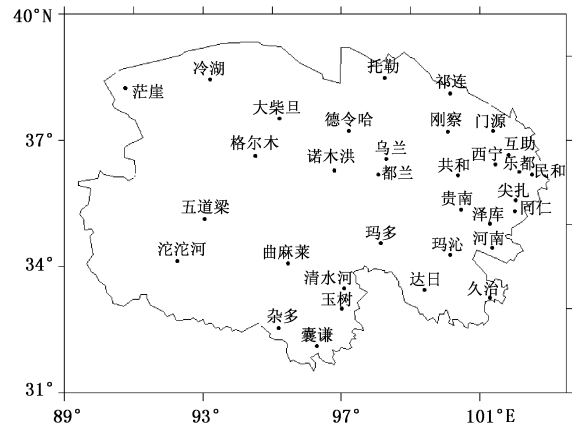 40°N
托勒
冷湖
祁连
茫崖
大柴旦
德令哈
刚察
门源
37°
格尔木
诺木洪
乌兰
西宁
互助
都兰
共和
乐都
民和
尖扎
五道梁
贵南
同仁
泽库
玛多
沱沱河
曲麻莱
玛沁
河南
34°
清水河
达日
久治
玉树
杂多
囊谦
31°
89°
93°
97°
101°E